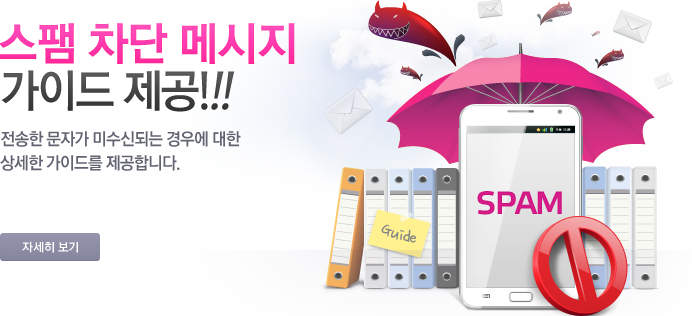 스팸 차단 메시지
가이드 제공!!!
전송한 문자가 미수신되는 경우에 대한
상세한 가이드를 제공합니다.
자세히 보기
SPAM
Guide